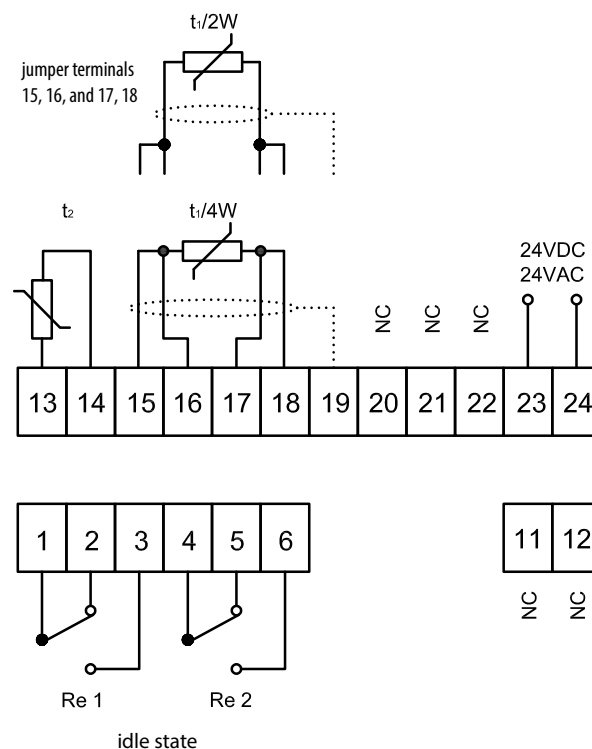 t₁/2W
jumper terminals
15, 16, and 17, 18
t₂
t₁/4W
24VDC
24VAC
NC
NC
NC
13 14 15 16 17 18 19 20 21 22 23 24
1 2 3 4 5 6
11 12
NC
NC
Re 1
Re 2
idle state